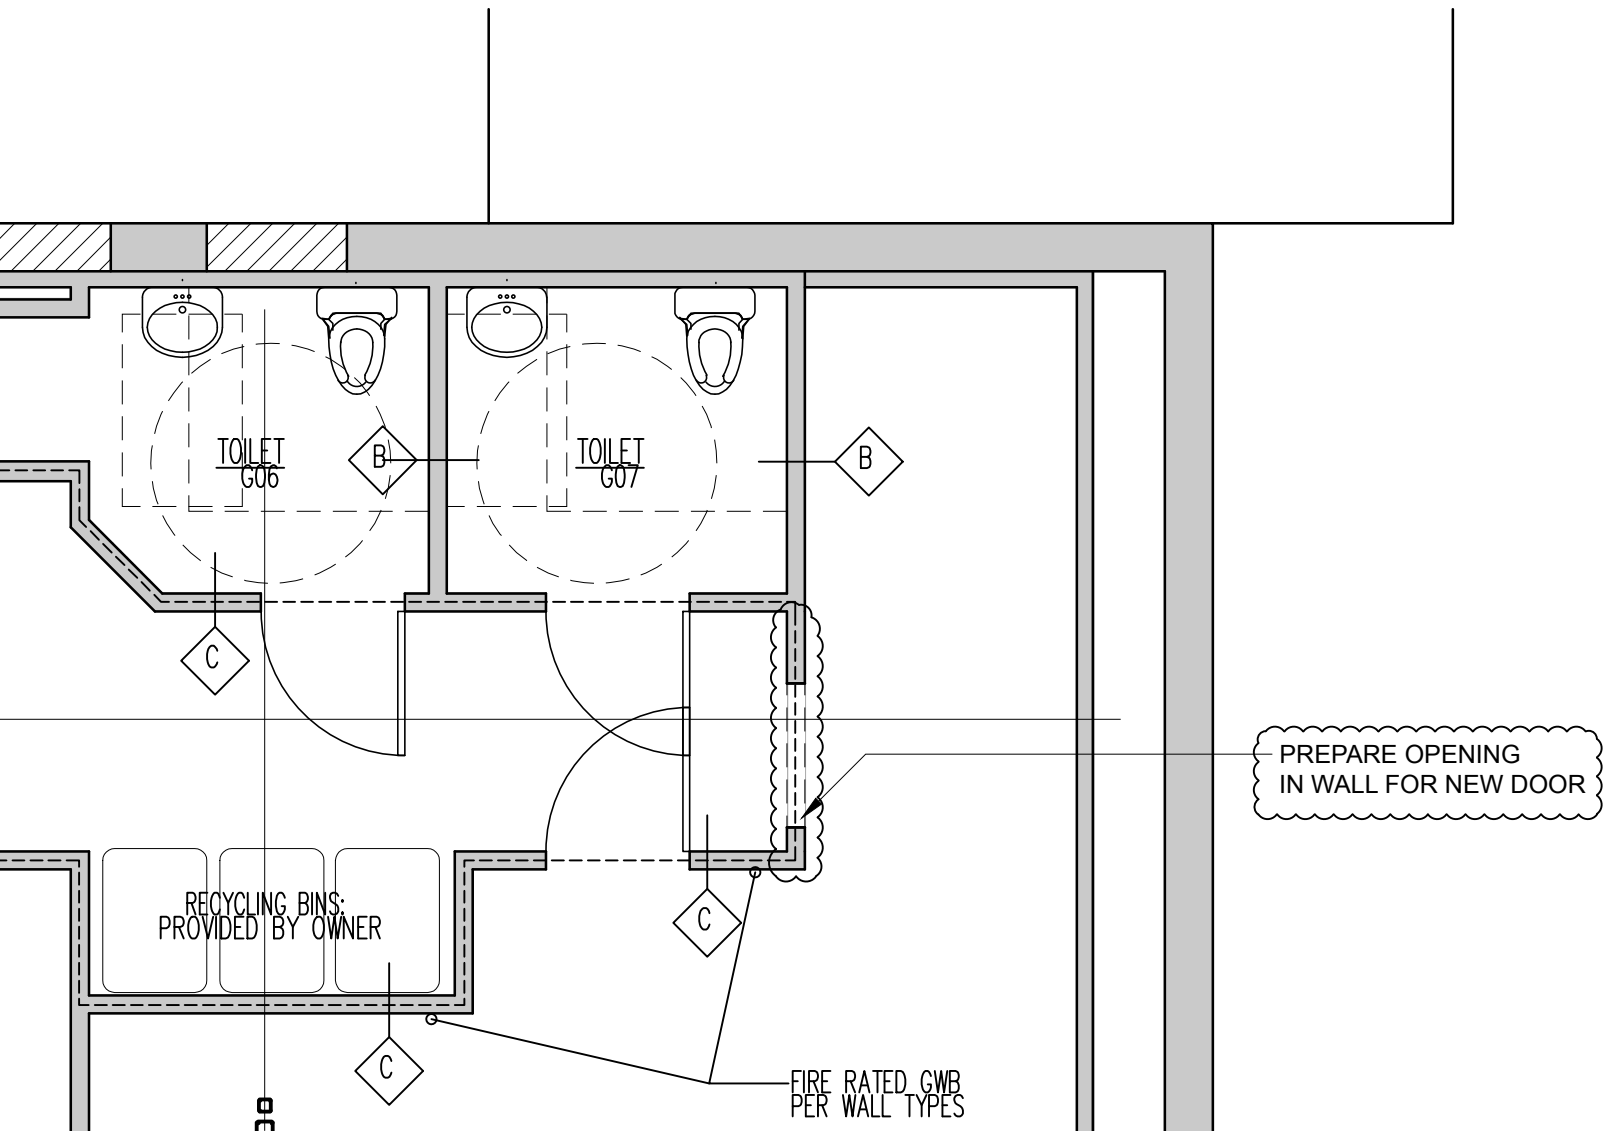 TOILET
G06
B
TOILET
G07
B
C
PREPARE OPENING
IN WALL FOR NEW DOOR
RECYCLING BINS:
PROVIDED BY OWNER
C
C
FIRE RATED GWB
PER WALL TYPES